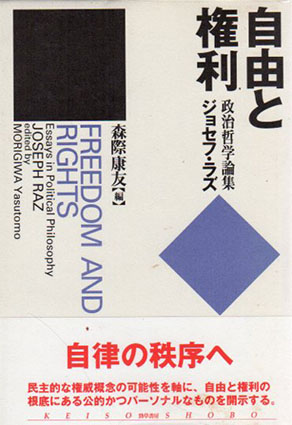 自由と
権利
政治哲学論集
ジョセフ・ラズ
森際康友【編】
FREEDOM AND
RIGHTS
Essays in Political Philosophy
JOSEPH RAZ
edited by
MORIGIWA Yasutomo
自律の秩序へ
民主的な権威概念の可能性を軸に、自由と権利の
根底にある公的かつパーソナルなものを開示する。
KEISO SHOBO
勁草書房